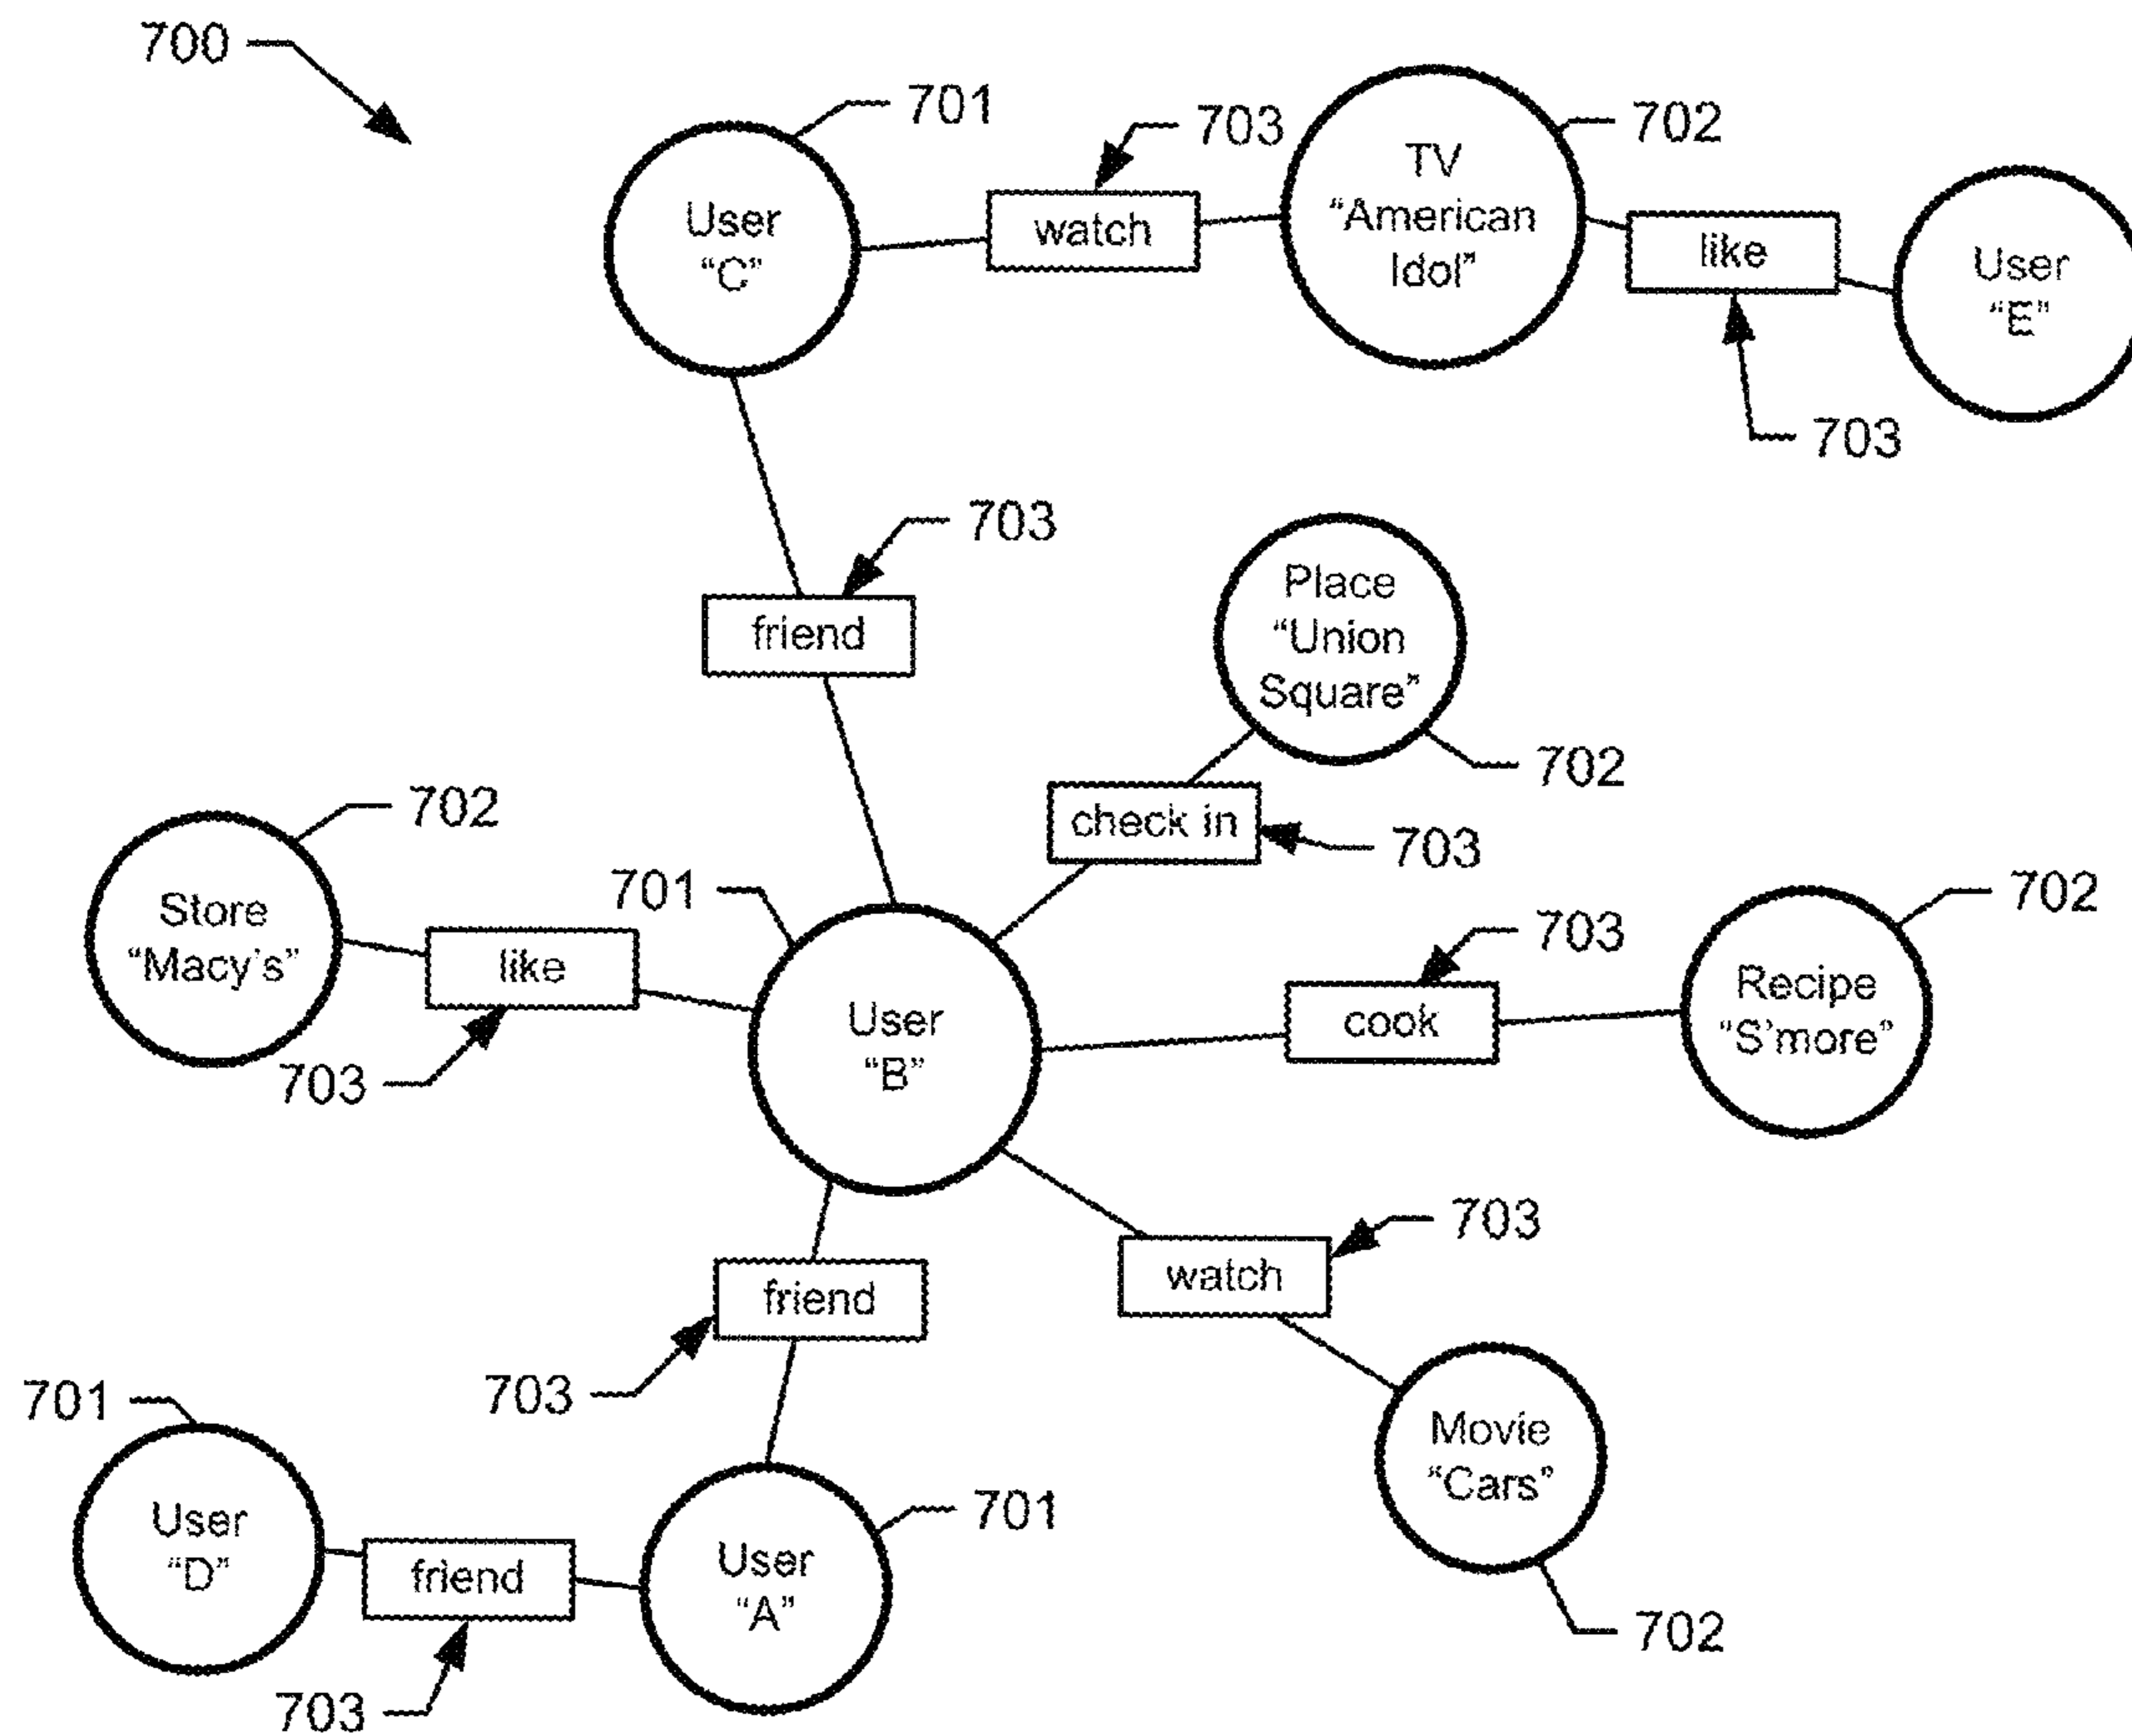 700
701
703
702
User
“C”
watch
TV
“American
Idol”
like
User
“E”
703
703
friend
Place
“Union
Square”
702
702
check in
703
Store
“Macy's”
701
like
703
703
702
User
“B”
cook
Recipe
“S'more”
703
watch
friend
703
701
703
Movie
“Cars”
User
“D”
701
friend
User
“A”
702
703